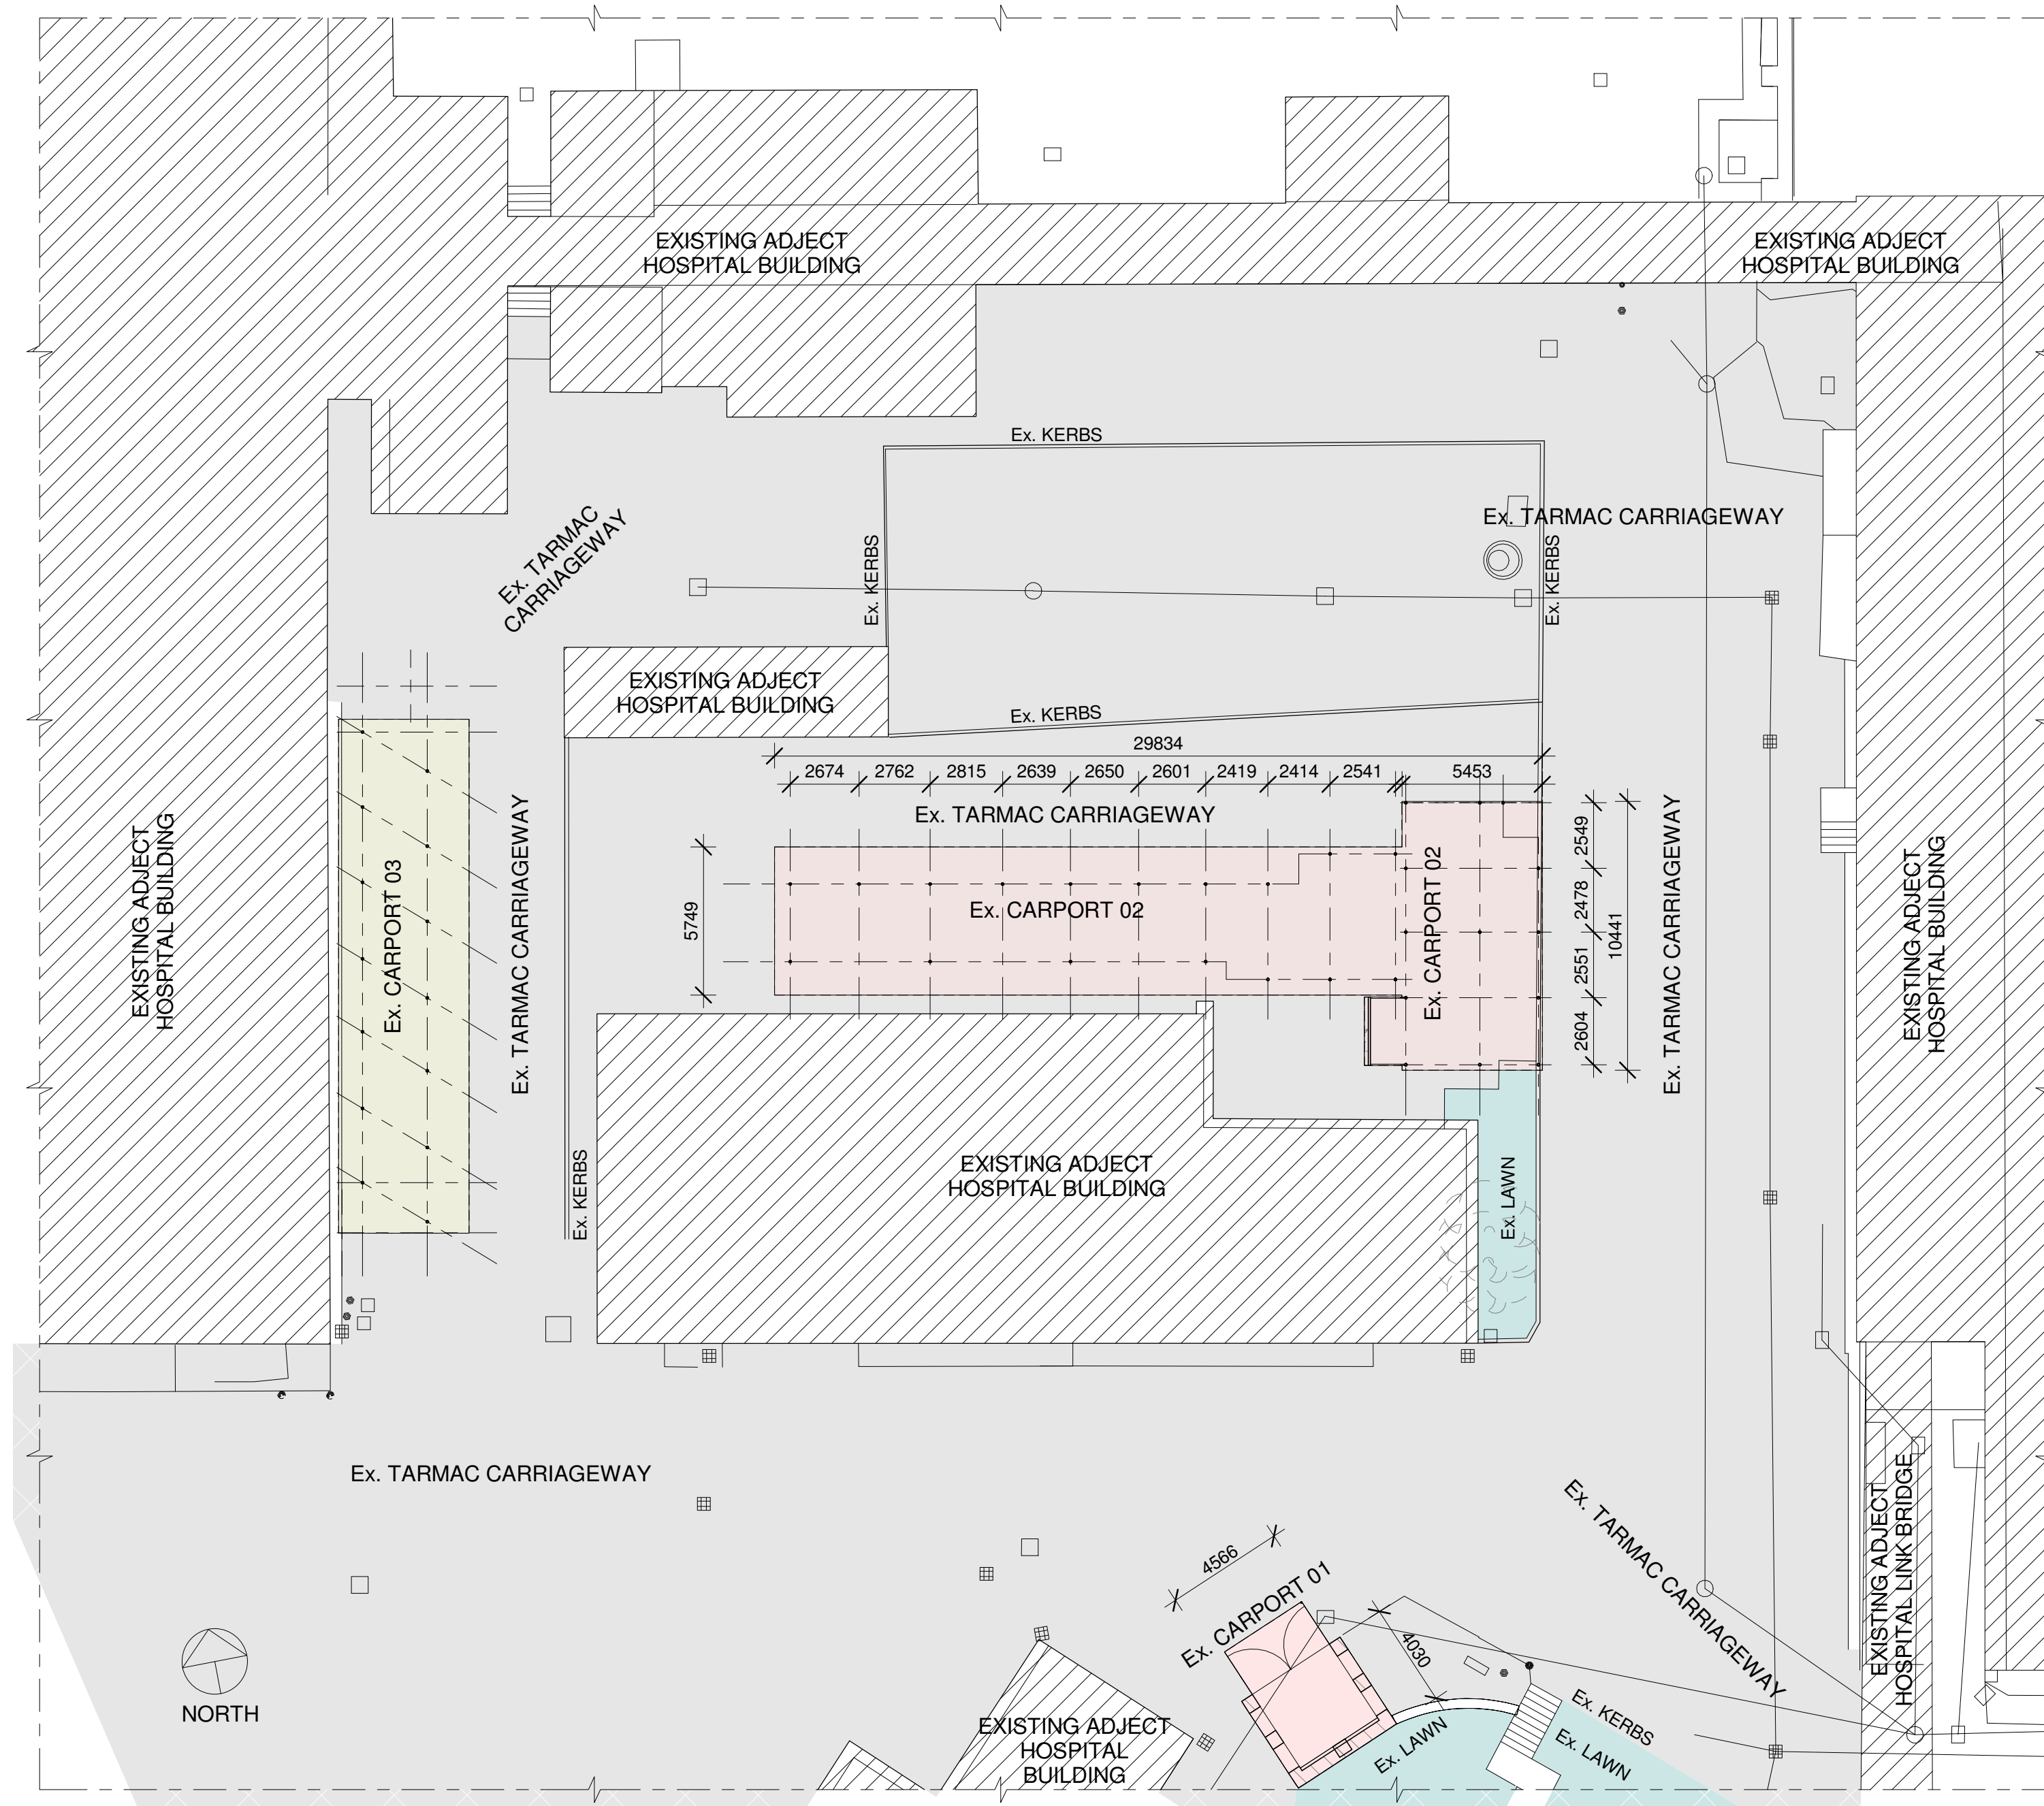 EXISTING ADJECT
HOSPITAL BUILDING
EXISTING ADJECT
HOSPITAL BUILDING
Ex. KERBS
Ex. TARMAC
CARRIAGEWAY
Ex. TARMAC CARRIAGEWAY
Ex. KERBS
Ex. KERBS
EXISTING ADJECT
HOSPITAL BUILDING
Ex. KERBS
29834
2674
2762
2815
2639
2650
2601
2419
2414
2541
5453
Ex. TARMAC CARRIAGEWAY
EXISTING ADJECT
HOSPITAL BUILDING
Ex. CARPORT 03
Ex. TARMAC CARRIAGEWAY
5749
Ex. CARPORT 02
Ex. CARPORT 02
2549
2478
2551
2604
10441
Ex. TARMAC CARRIAGEWAY
EXISTING ADJECT
HOSPITAL BUILDING
Ex. KERBS
EXISTING ADJECT
HOSPITAL BUILDING
Ex. LAWN
Ex. TARMAC CARRIAGEWAY
4566
Ex. CARPORT 01
4030
Ex. TARMAC CARRIAGEWAY
EXISTING ADJECT
HOSPITAL LINK BRIDGE
NORTH
EXISTING ADJECT
HOSPITAL
BUILDING
Ex. LAWN
Ex. KERBS
Ex. LAWN